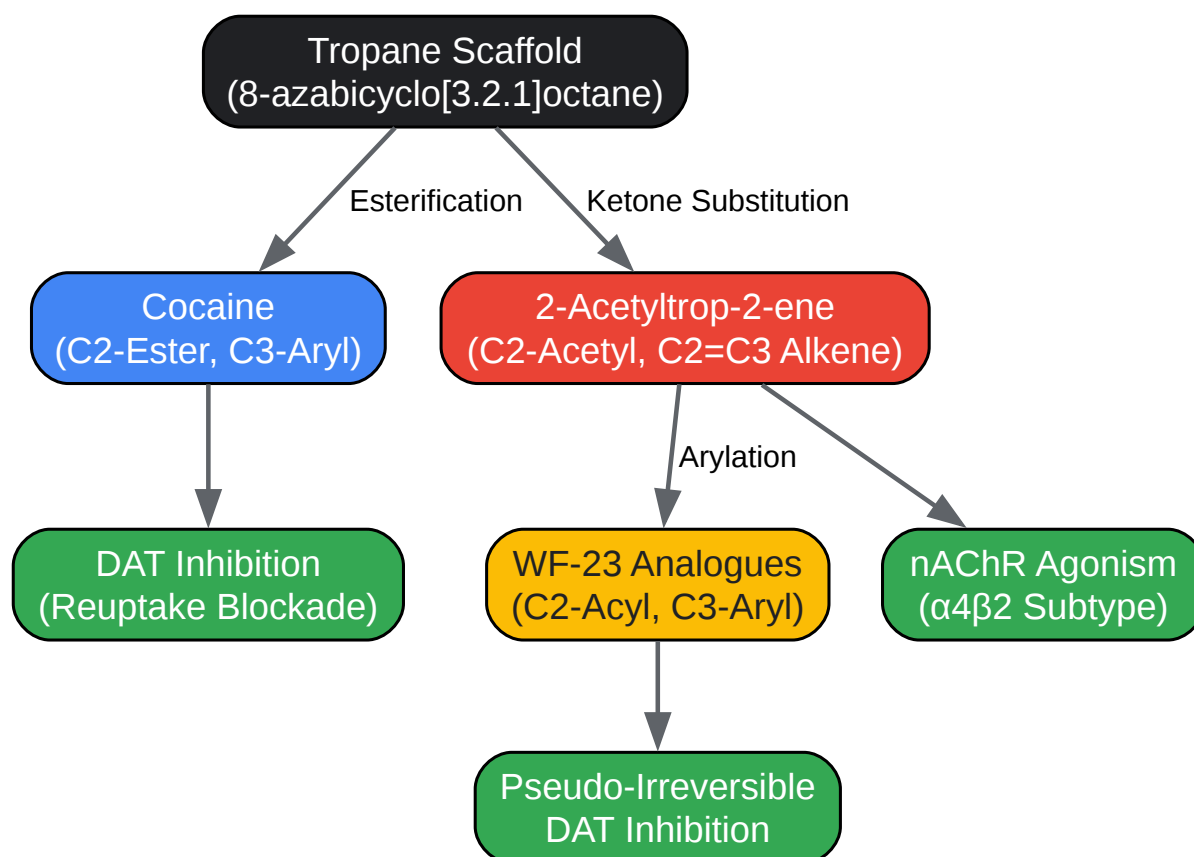 Tropane Scaffold
(8-azabicyclo[3.2.1]octane)
Esterification
Ketone Substitution
Cocaine
(C2-Ester, C3-Aryl)
2-Acetyltrop-2-ene
(C2-Acetyl, C2=C3 Alkene)
Arylation
DAT Inhibition
(Reuptake Blockade)
WF-23 Analogues
(C2-Acyl, C3-Aryl)
nAChR Agonism
(α4β2 Subtype)
Pseudo-Irreversible
DAT Inhibition